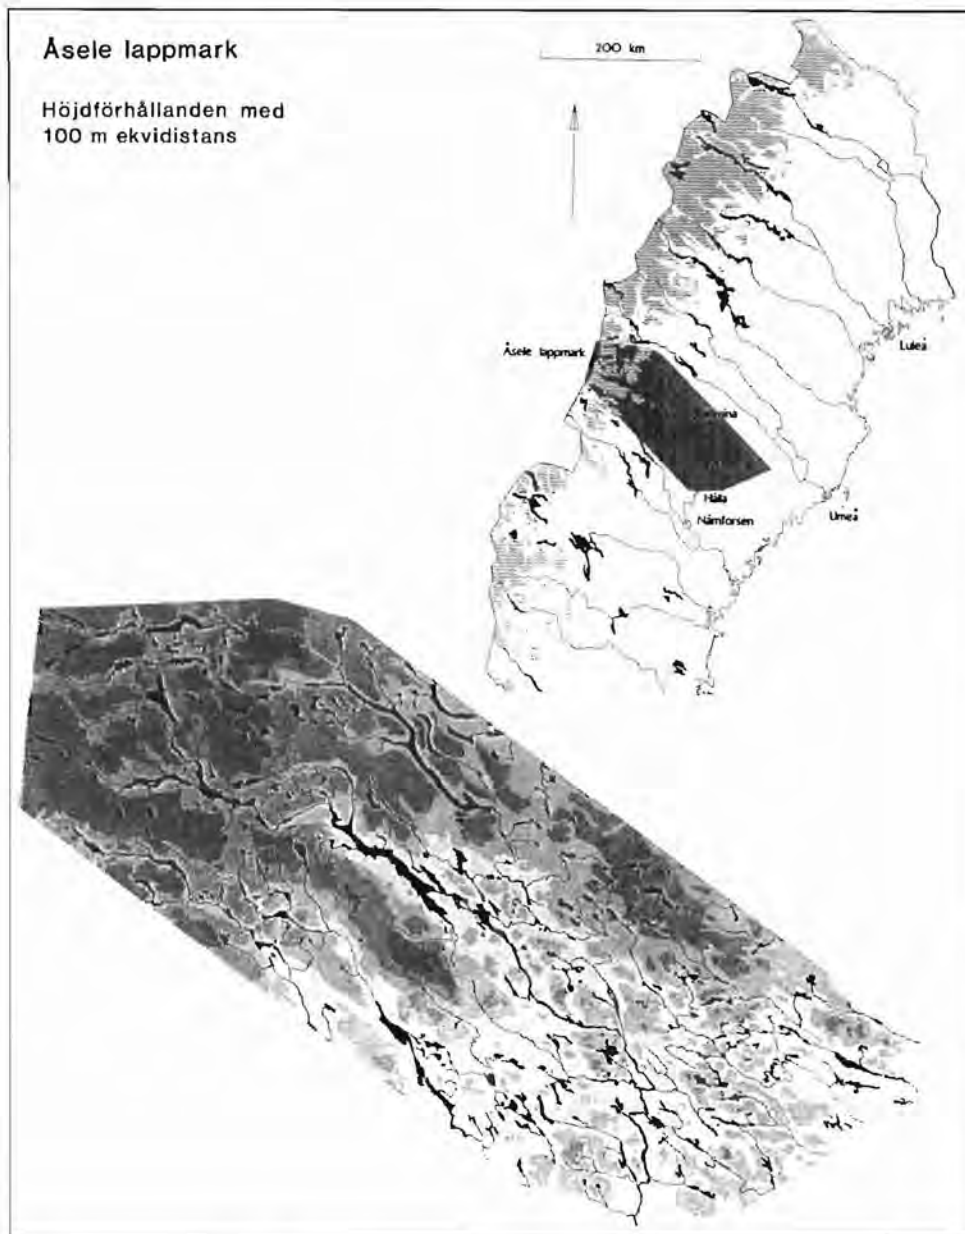 Åsele lappmark
Höjdförhållanden med
100 m ekvidistans
200 km
Åsele lappmark
Luleå
Hälla
Nämforsen
Umeå